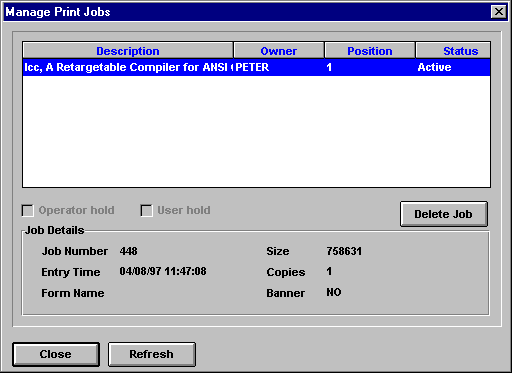 Manage Print Jobs
Description Owner Position Status
lcc, A Retargetable Compiler for ANSI PETER 1 Active
Operator hold User hold
Delete Job
Job Details
Job Number 448 Size 758631
Entry Time 04/08/97 11:47:08 Copies 1
Form Name Banner NO
Close Refresh